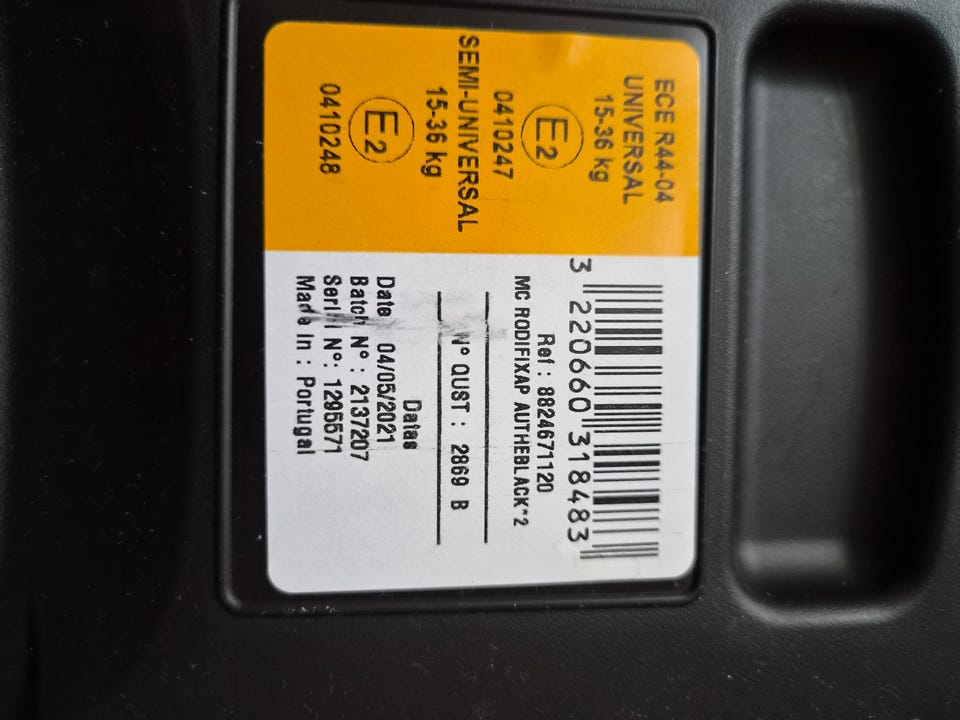 ECE R44-04
UNIVERSAL
15-36 kg
E2
0410247
SEMI-UNIVERSAL
15-36 kg
E2
0410248
3 220660 318483
MC RODIFIXAP AUTHEBLACK*2
Ref : 8824671120
N° QUST : 2869 B
Datas
Date 04/05/2021
Batch N° : 2137207
Serial N°: 1295571
Made In : Portugal